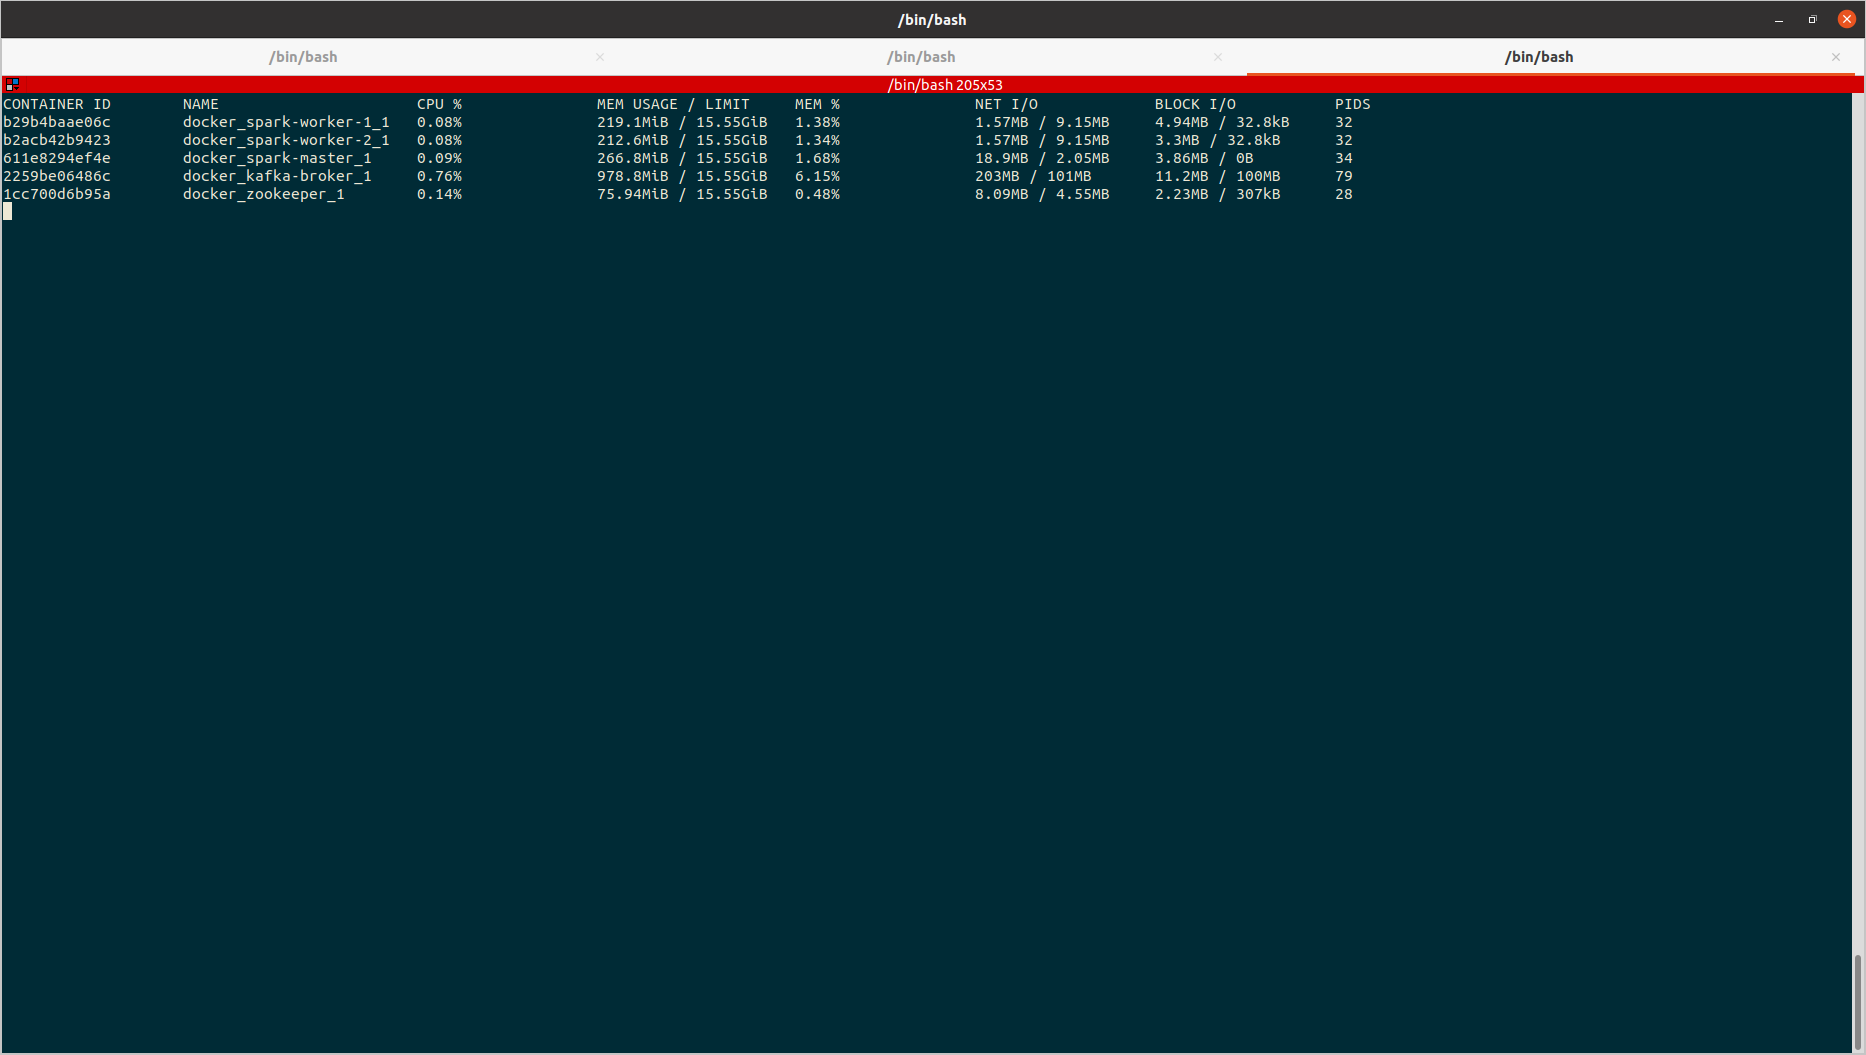 /bin/bash
/bin/bash /bin/bash /bin/bash
/bin/bash 205x53
CONTAINER ID NAME CPU % MEM USAGE / LIMIT MEM % NET I/O BLOCK I/O PIDS
b29b4baae06c docker_spark-worker-1_1 0.08% 219.1MiB / 15.55GiB 1.38% 1.57MB / 9.15MB 4.94MB / 32.8kB 32
b2acb42b9423 docker_spark-worker-2_1 0.08% 212.6MiB / 15.55GiB 1.34% 1.57MB / 9.15MB 3.3MB / 32.8kB 32
611e8294ef4e docker_spark-master_1 0.09% 266.8MiB / 15.55GiB 1.68% 18.9MB / 2.05MB 3.86MB / 0B 34
2259be06486c docker_kafka-broker_1 0.76% 978.8MiB / 15.55GiB 6.15% 203MB / 101MB 11.2MB / 100MB 79
1cc700d6b95a docker_zookeeper_1 0.14% 75.94MiB / 15.55GiB 0.48% 8.09MB / 4.55MB 2.23MB / 307kB 28